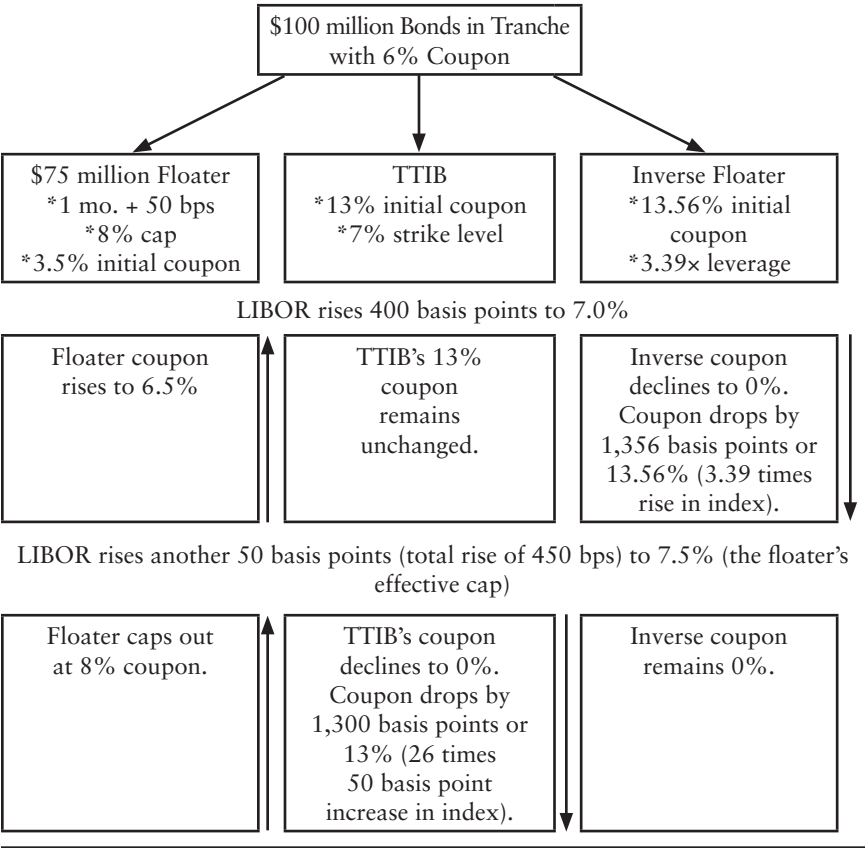 $100 million Bonds in Tranche
with 6% Coupon
$75 million Floater
*1 mo. + 50 bps
*8% cap
*3.5% initial coupon
TTIB
*13% initial coupon
*7% strike level
Inverse Floater
*13.56% initial
coupon
*3.39× leverage
LIBOR rises 400 basis points to 7.0%
Floater coupon
rises to 6.5%
TTIB's 13%
coupon
remains
unchanged.
Inverse coupon
declines to 0%.
Coupon drops by
1,356 basis points or
13.56% (3.39 times
rise in index).
LIBOR rises another 50 basis points (total rise of 450 bps) to 7.5% (the floater's
effective cap)
Floater caps out
at 8% coupon.
TTIB's coupon
declines to 0%.
Coupon drops by
1,300 basis points or
13% (26 times
50 basis point
increase in index).
Inverse coupon
remains 0%.